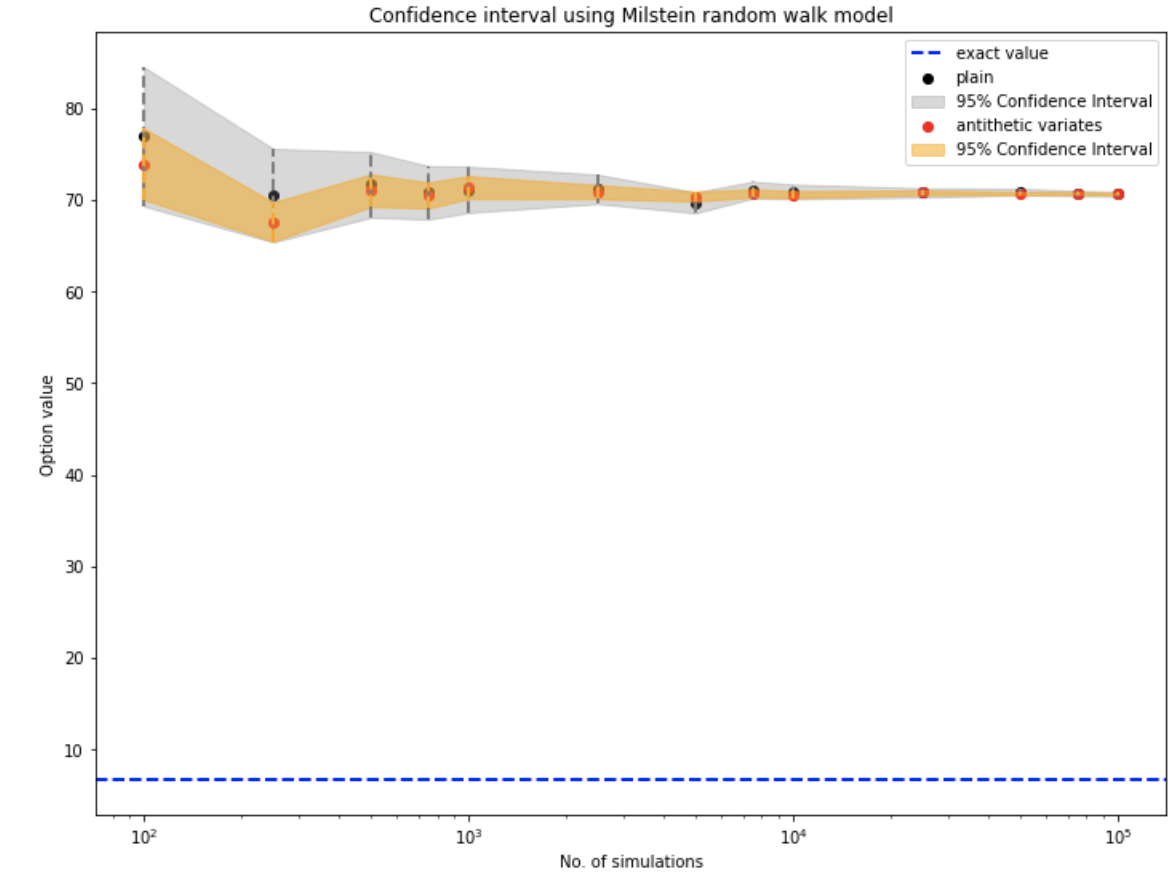 Confidence interval using Milstein random walk model
exact value
plain
95% Confidence Interval
antithetic variates
95% Confidence Interval
80
70
60
50
40
30
20
10
Option value
10²
10³
10⁴
10⁵
No. of simulations